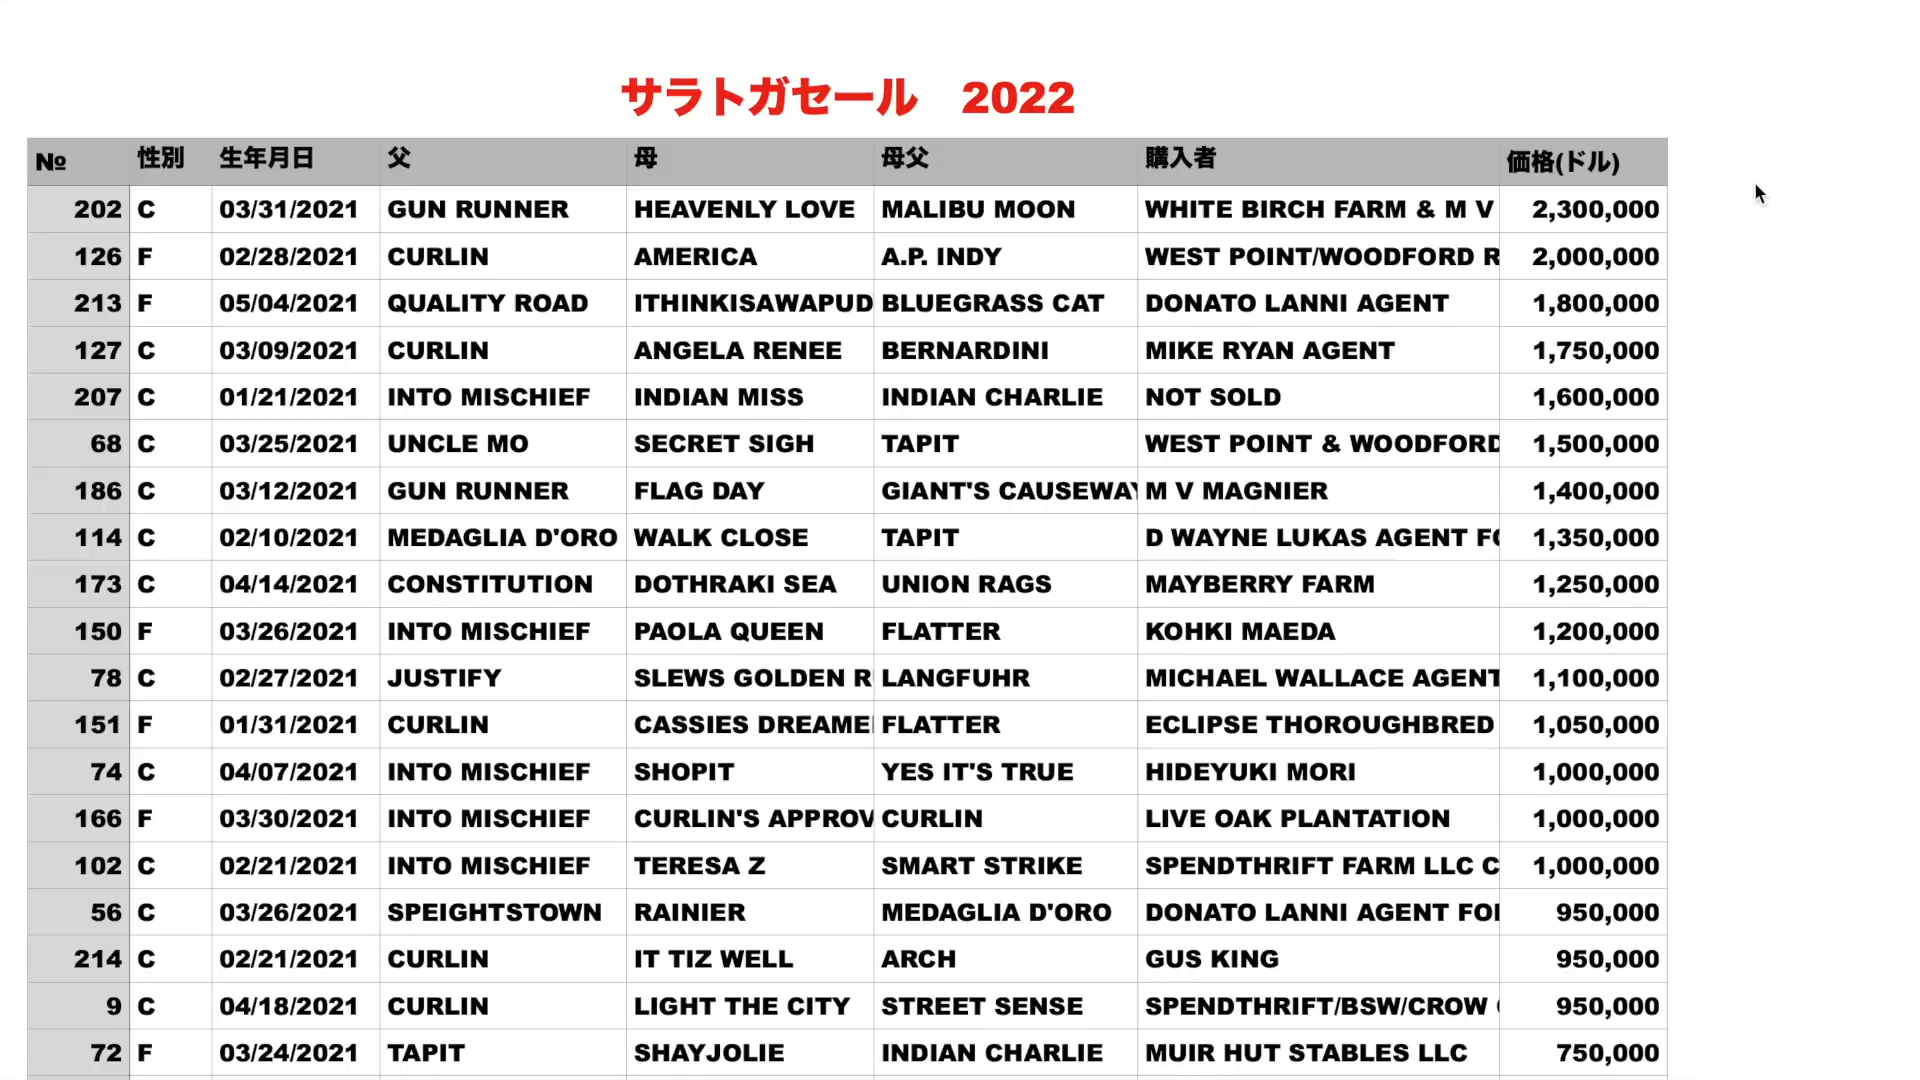 サラトガセール 2022
№ 性別 生年月日 父 母 母父 購入者 価格(ドル)
202 C 03/31/2021 GUN RUNNER HEAVENLY LOVE MALIBU MOON WHITE BIRCH FARM & M V 2,300,000
126 F 02/28/2021 CURLIN AMERICA A.P. INDY WEST POINT/WOODFORD R 2,000,000
213 F 05/04/2021 QUALITY ROAD ITHINKISAWAPUD BLUEGRASS CAT DONATO LANNI AGENT 1,800,000
127 C 03/09/2021 CURLIN ANGELA RENEE BERNARDINI MIKE RYAN AGENT 1,750,000
207 C 01/21/2021 INTO MISCHIEF INDIAN MISS INDIAN CHARLIE NOT SOLD 1,600,000
68 C 03/25/2021 UNCLE MO SECRET SIGH TAPIT WEST POINT & WOODFORD 1,500,000
186 C 03/12/2021 GUN RUNNER FLAG DAY GIANT'S CAUSEWAY M V MAGNIER 1,400,000
114 C 02/10/2021 MEDAGLIA D'ORO WALK CLOSE TAPIT D WAYNE LUKAS AGENT FO 1,350,000
173 C 04/14/2021 CONSTITUTION DOTHRAKI SEA UNION RAGS MAYBERRY FARM 1,250,000
150 F 03/26/2021 INTO MISCHIEF PAOLA QUEEN FLATTER KOHKI MAEDA 1,200,000
78 C 02/27/2021 JUSTIFY SLEWS GOLDEN R LANGFUHR MICHAEL WALLACE AGENT 1,100,000
151 F 01/31/2021 CURLIN CASSIES DREAME FLATTER ECLIPSE THOROUGHBRED 1,050,000
74 C 04/07/2021 INTO MISCHIEF SHOPIT YES IT'S TRUE HIDEYUKI MORI 1,000,000
166 F 03/30/2021 INTO MISCHIEF CURLIN'S APPROV CURLIN LIVE OAK PLANTATION 1,000,000
102 C 02/21/2021 INTO MISCHIEF TERESA Z SMART STRIKE SPENDTHRIFT FARM LLC C 1,000,000
56 C 03/26/2021 SPEIGHTSTOWN RAINIER MEDAGLIA D'ORO DONATO LANNI AGENT FO 950,000
214 C 02/21/2021 CURLIN IT TIZ WELL ARCH GUS KING 950,000
9 C 04/18/2021 CURLIN LIGHT THE CITY STREET SENSE SPENDTHRIFT/BSW/CROW 950,000
72 F 03/24/2021 TAPIT SHAYJOLIE INDIAN CHARLIE MUIR HUT STABLES LLC 750,000